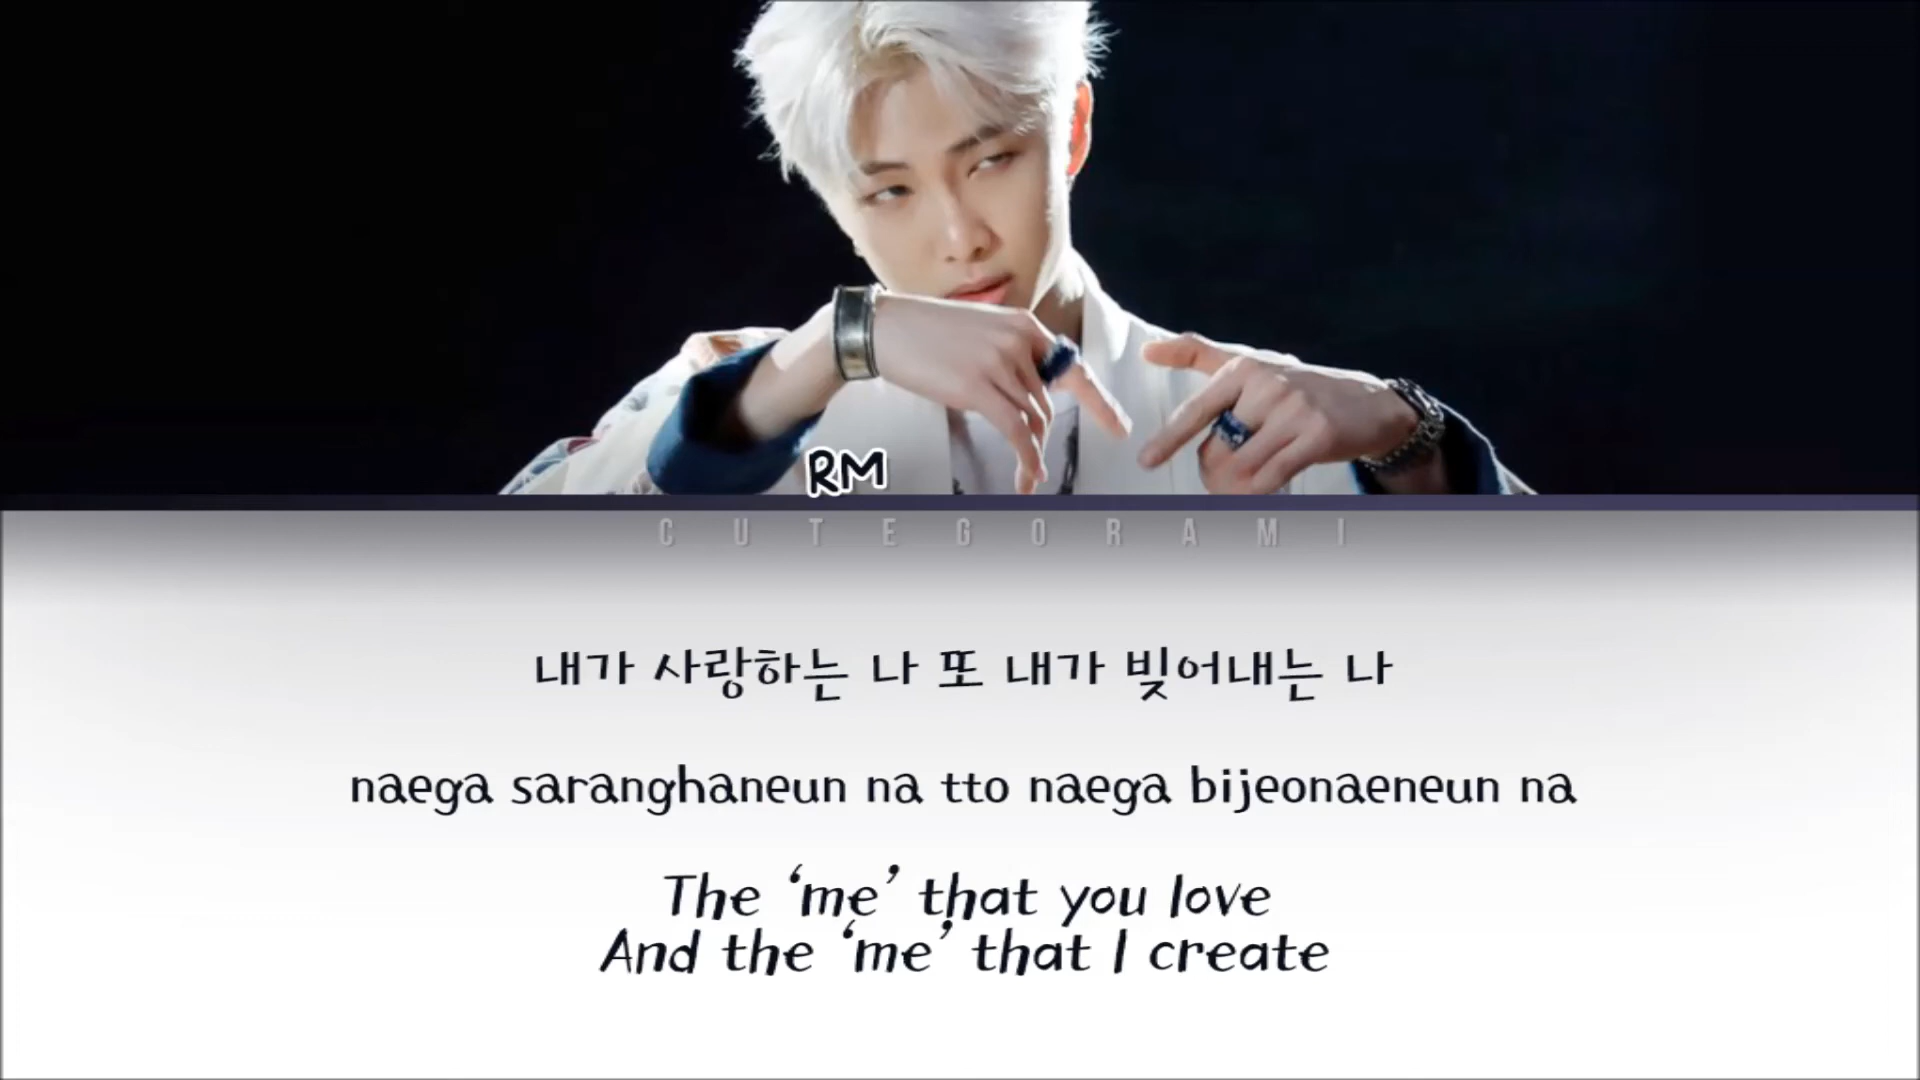 RM
CUTEGORAMI
내가 사랑하는 나 또 내가 빚어내는 나
naega saranghaneun na tto naega bijeonaeneun na
The ‘me’ that you love
And the ‘me’ that I create